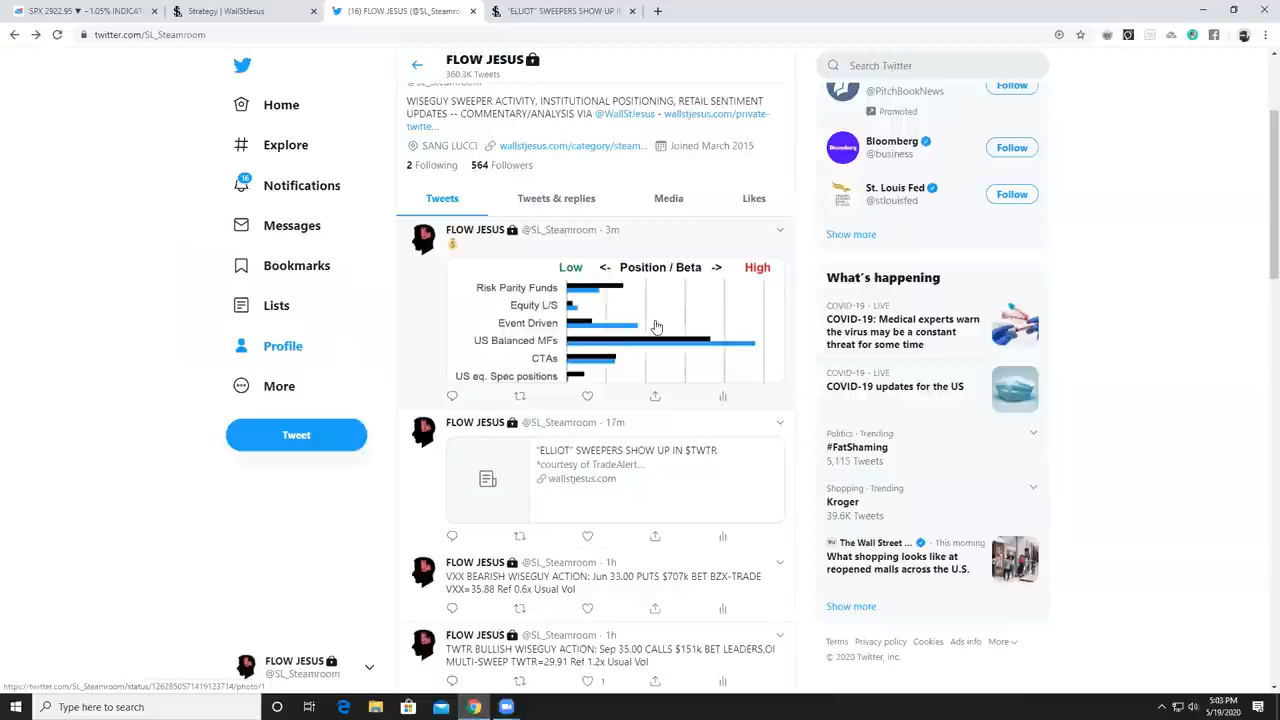 SPX 2922.95 ▼ -1.05% INDICAT
Strategy | WallStJesus
(16) FLOW JESUS (@SL_Steamroom
"ELLIOT" SWEEPERS SHOW UP IN
twitter.com/SL_Steamroom
Home
Explore
16
Notifications
Messages
Bookmarks
Lists
Profile
More
Tweet
FLOW JESUS
@SL_Steamroom
FLOW JESUS
360.3K Tweets
@SL_Steamroom
WISEGUY SWEEPER ACTIVITY, INSTITUTIONAL POSITIONING, RETAIL SENTIMENT
UPDATES -- COMMENTARY/ANALYSIS VIA @WallStJesus - wallstjesus.com/private-
twitte...
SANG LUCCI wallstjesus.com/category/steam... Joined March 2015
2 Following 564 Followers
Tweets Tweets & replies Media Likes
FLOW JESUS @SL_Steamroom · 3m
Low <- Position / Beta -> High
Risk Parity Funds
Equity L/S
Event Driven
US Balanced MFs
CTAs
US eq. Spec positions
FLOW JESUS @SL_Steamroom · 17m
"ELLIOT" SWEEPERS SHOW UP IN $TWTR
*courtesy of TradeAlert...
wallstjesus.com
FLOW JESUS @SL_Steamroom · 1h
VXX BEARISH WISEGUY ACTION: Jun 33.00 PUTS $707k BET BZX-TRADE
VXX=35.88 Ref 0.6x Usual Vol
FLOW JESUS @SL_Steamroom · 1h
TWTR BULLISH WISEGUY ACTION: Sep 35.00 CALLS $151k BET LEADERS,OI
MULTI-SWEEP TWTR=29.91 Ref 1.2x Usual Vol
1
Search Twitter
@PitchBookNews
Follow
Promoted
Bloomberg
@business
Follow
St. Louis Fed
@stlouisfed
Follow
Show more
What's happening
COVID-19 · LIVE
COVID-19: Medical experts warn
the virus may be a constant
threat for some time
COVID-19 · LIVE
COVID-19 updates for the US
Politics · Trending
#FatShaming
5,115 Tweets
Shopping · Trending
Kroger
39.6K Tweets
The Wall Street ... · This morning
What shopping looks like at
reopened malls across the U.S.
Show more
Terms Privacy policy Cookies Ads info More
© 2020 Twitter, Inc.
https://twitter.com/SL_Steamroom/status/1262850571419123714/photo/1
Type here to search
5:03 PM
5/19/2020